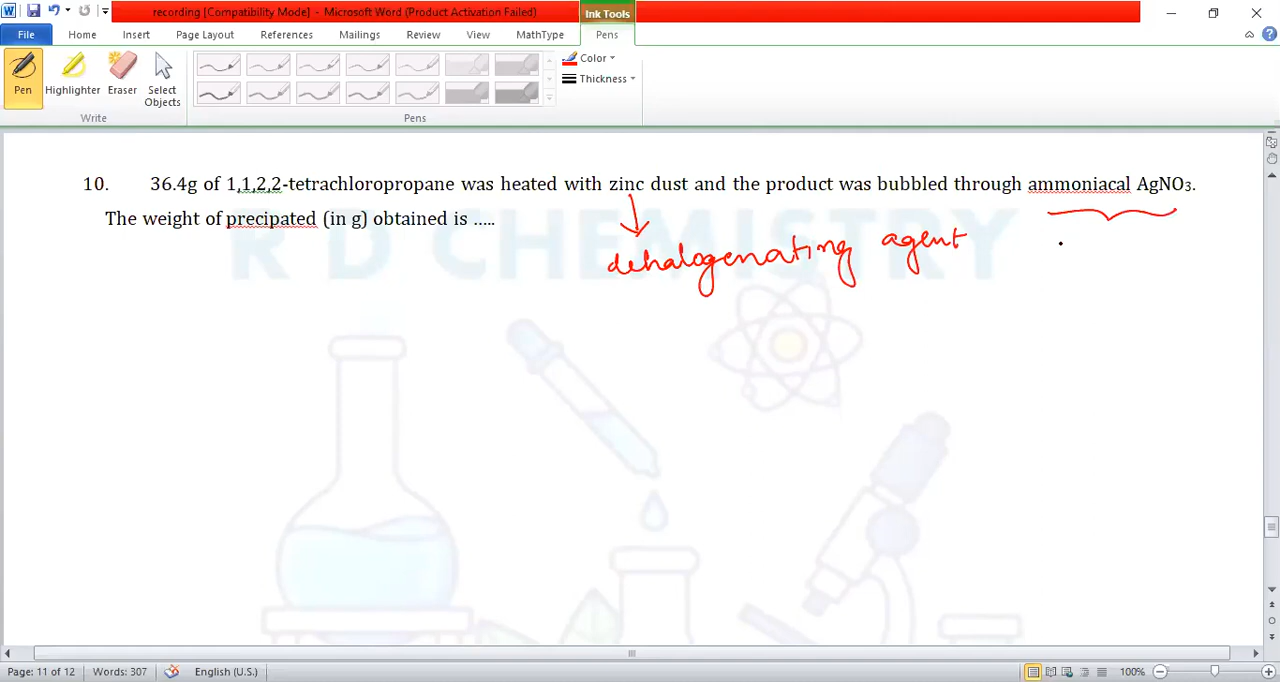 recording [Compatibility Mode] - Microsoft Word (Product Activation Failed)
Ink Tools
File Home Insert Page Layout References Mailings Review View MathType Pens
Pen Highlighter Eraser Select Objects
Color
Thickness
Write Pens
10. 36.4g of 1,1,2,2-tetrachloropropane was heated with zinc dust and the product was bubbled through ammoniacal AgNO₃.
The weight of precipated (in g) obtained is .....
R D CHEMISTRY
dehalogenating agent
Page: 11 of 12 Words: 307 English (U.S.) 100%